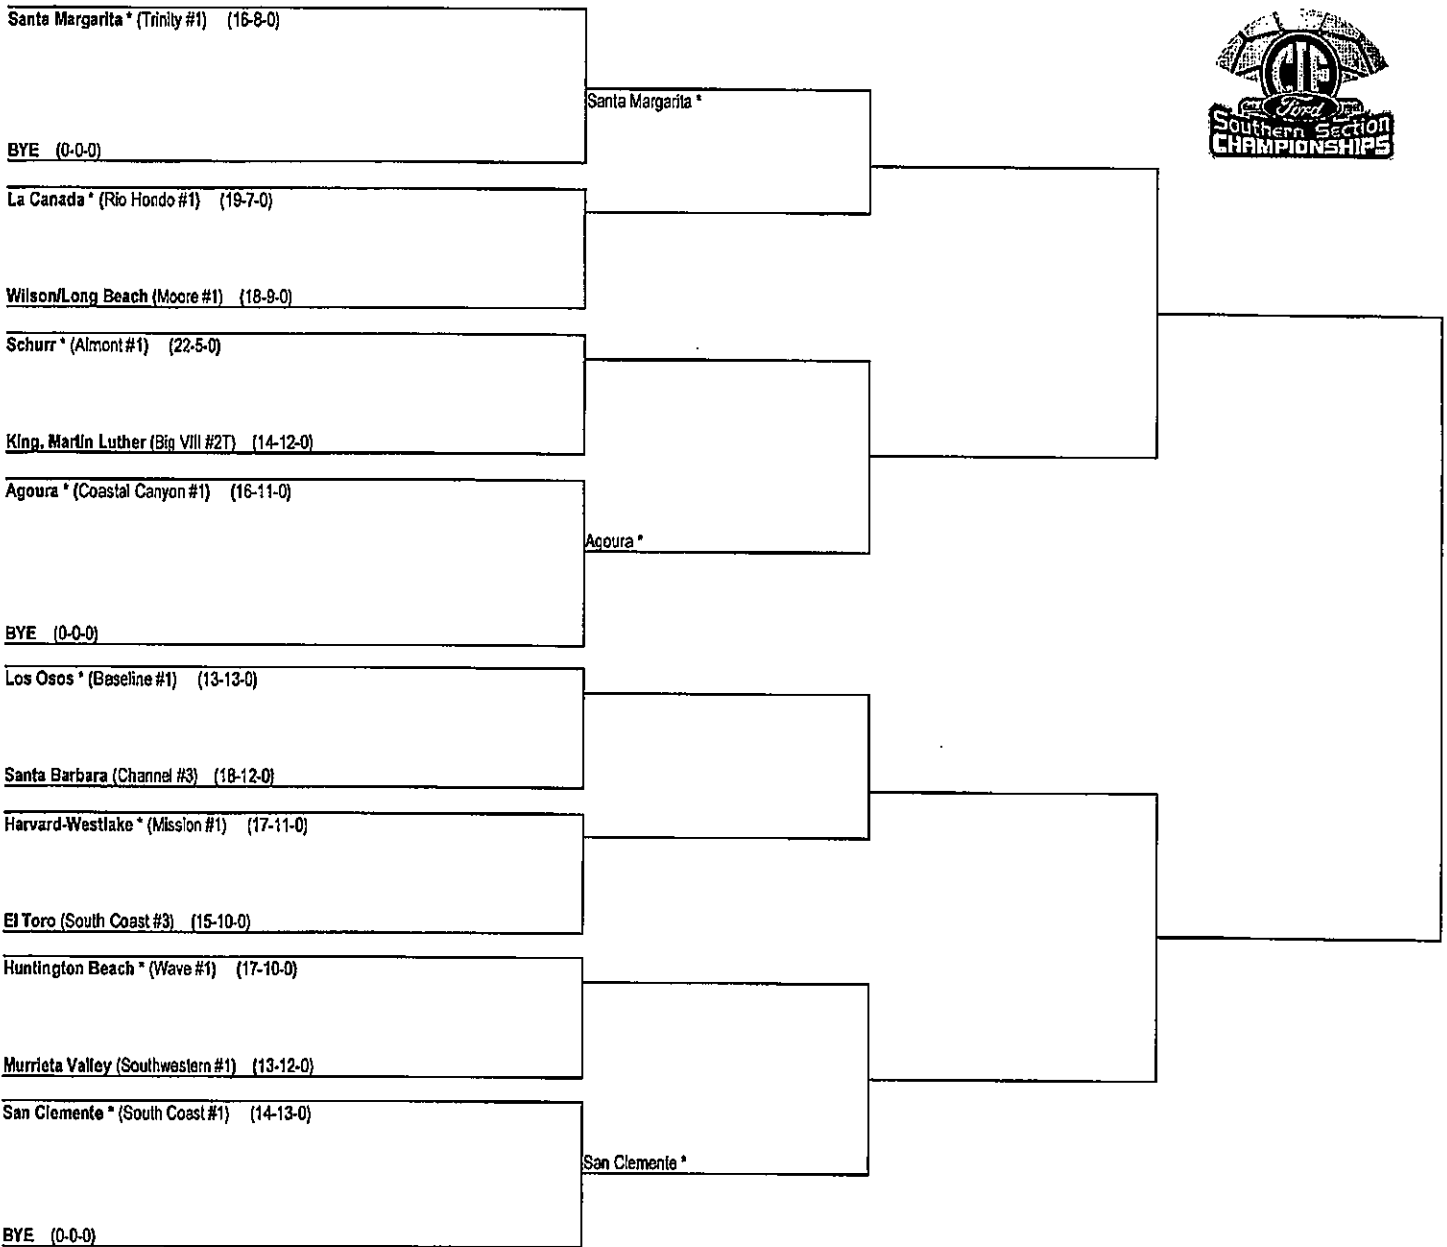 Santa Margarita * (Trinity #1) (16-8-0)
CIF
Ford
Southern Section
CHAMPIONSHIPS
Santa Margarita *
BYE (0-0-0)
La Canada * (Rio Hondo #1) (19-7-0)
Wilson/Long Beach (Moore #1) (18-9-0)
Schurr * (Almont #1) (22-5-0)
King, Martin Luther (Big VIII #2T) (14-12-0)
Agoura * (Coastal Canyon #1) (16-11-0)
Agoura *
BYE (0-0-0)
Los Osos * (Baseline #1) (13-13-0)
Santa Barbara (Channel #3) (18-12-0)
Harvard-Westlake * (Mission #1) (17-11-0)
El Toro (South Coast #3) (15-10-0)
Huntington Beach * (Wave #1) (17-10-0)
Murrieta Valley (Southwestern #1) (13-12-0)
San Clemente * (South Coast #1) (14-13-0)
San Clemente *
BYE (0-0-0)